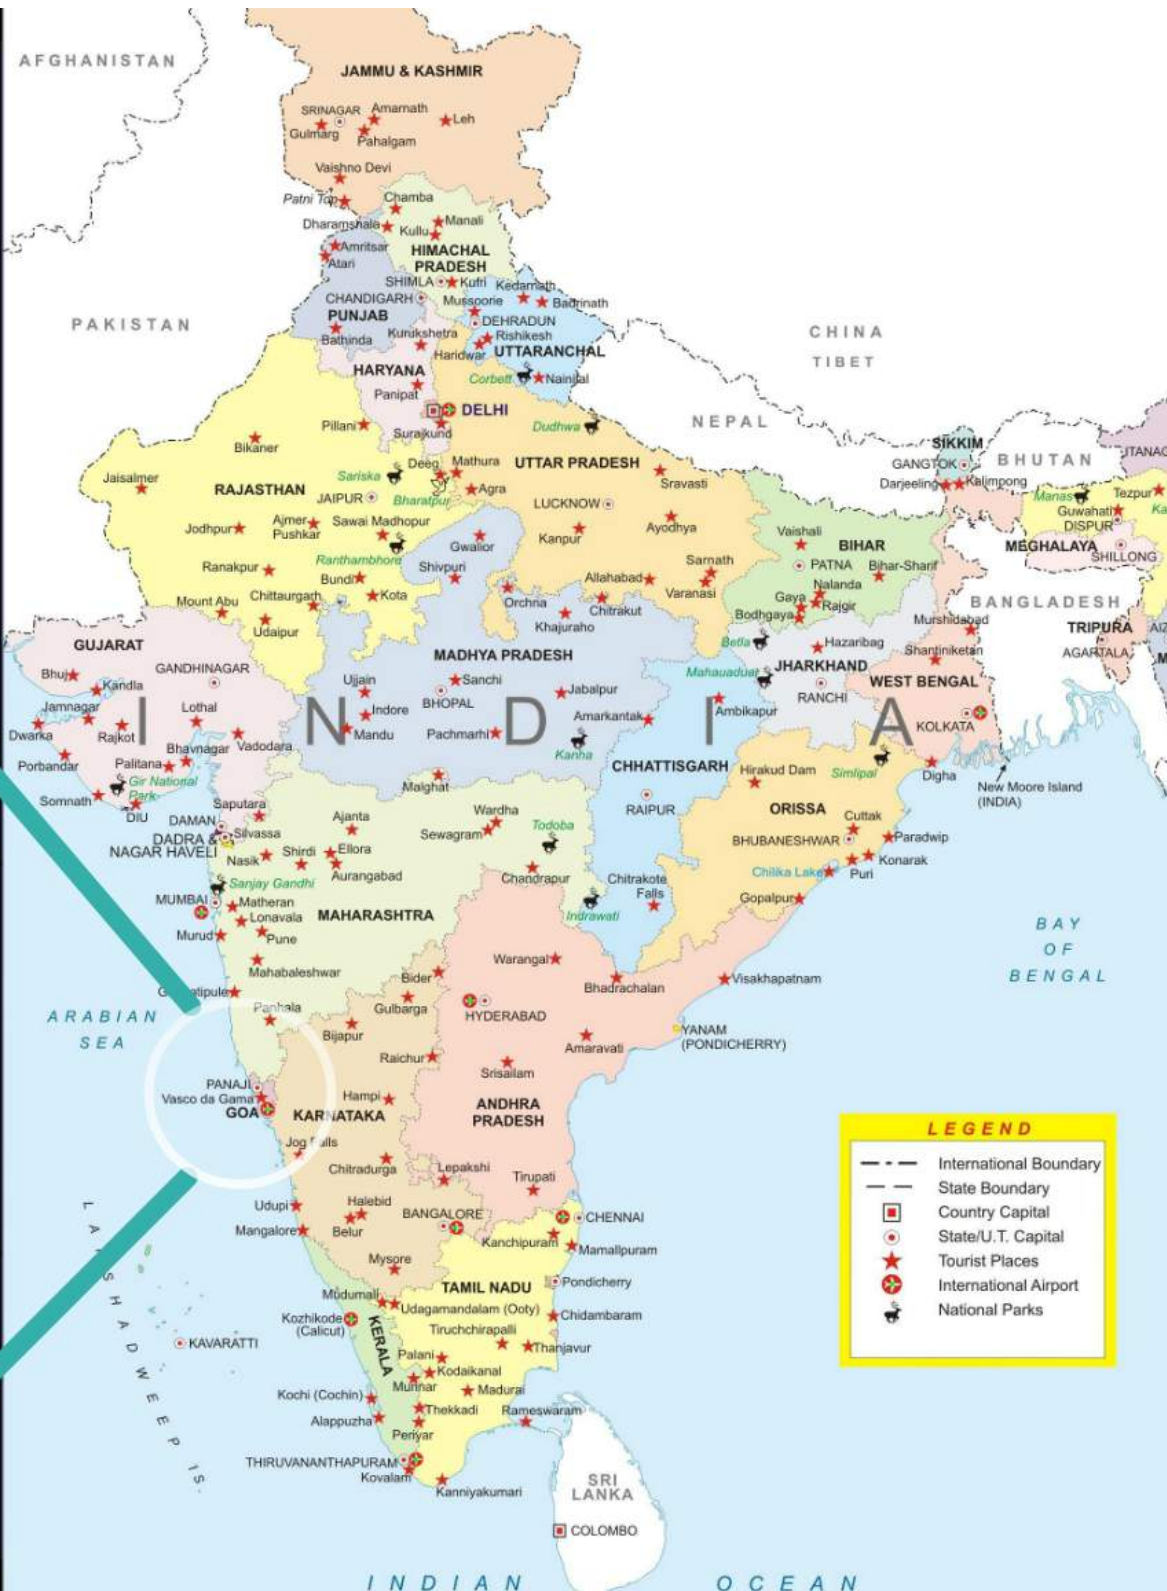 AFGHANISTAN
JAMMU & KASHMIR
SRINAGAR
Amarnath
Leh
Gulmarg
Pahalgam
Vaishno Devi
Patni Top
Chamba
Dharamshala
Kullu
Manali
Amritsar
Atari
HIMACHAL
PRADESH
SHIMLA
Kufri
Kedarnath
CHANDIGARH
Mussoorie
Badrinath
PAKISTAN
PUNJAB
DEHRADUN
CHINA
Bathinda
Kurukshetra
Rishikesh
Haridwar
UTTARANCHAL
TIBET
HARYANA
Corbett
Nainital
Panipat
DELHI
NEPAL
Pillani
Surajkund
Dudhwa
Bikaner
SIKKIM
Jaisalmer
Sariska
Deeg
Mathura
UTTAR PRADESH
GANGTOK
BHUTAN
ITANAG
RAJASTHAN
JAIPUR
Bharatpur
Agra
Sravasti
Darjeeling
Kalimpong
Manas
Tezpur
LUCKNOW
Guwahati
Ka
Jodhpur
Ajmer
Pushkar
Sawai Madhopur
Kanpur
Ayodhya
Vaishali
DISPUR
Gwalior
BIHAR
MEGHALAYA
SHILLONG
Ranthambhore
Shivpuri
Sarnath
PATNA
Bihar-Sharif
Ranakpur
Bundi
Allahabad
Nalanda
Mount Abu
Chittaurgarh
Kota
Orchha
Chitrakut
Varanasi
Gaya
Rajgir
BANGLADESH
Udaipur
Khajuraho
Bodhgaya
Murshidabad
GUJARAT
Betla
Hazaribag
TRIPURA
AIZ
MADHYA PRADESH
Shantiniketan
AGARTALA
M
GANDHINAGAR
JHARKHAND
Bhuj
Ujjain
Sanchi
Mahauaduar
WEST BENGAL
Kandla
BHOPAL
Jabalpur
RANCHI
Jamnagar
Lothal
Indore
Amarkantak
Ambikapur
KOLKATA
INDIA
Dwarka
Rajkot
Mandu
Pachmarhi
Bhavnagar
Vadodara
Kanha
Porbandar
Palitana
CHHATTISGARH
Hirakud Dam
Simlipal
Digha
Gir National
Park
Malghat
New Moore Island
(INDIA)
Somnath
DIU
Saputara
RAIPUR
ORISSA
DAMAN
Ajanta
Wardha
Cuttak
Silvassa
Sewagram
Todoba
Paradwip
DADRA &
NAGAR HAVELI
BHUBANESHWAR
Nasik
Shirdi
Ellora
Konarak
Aurangabad
Chandrapur
Chitrakote
Falls
Chilika Lake
Puri
Sanjay Gandhi
MUMBAI
Matheran
Gopalpur
Lonavala
MAHARASHTRA
Indrawati
BAY
OF
BENGAL
Murud
Pune
Warangal
Mahabaleshwar
Bider
Bhadrachalan
Visakhapatnam
Gulbarga
HYDERABAD
Panhala
ARABIAN
SEA
Bijapur
YANAM
(PONDICHERRY)
Amaravati
Raichur
Srisailam
PANAJI
Vasco da Gama
Hampi
GOA
KARNATAKA
ANDHRA
PRADESH
Jog Falls
Chitradurga
Lepakshi
Tirupati
Udupi
Halebid
BANGALORE
CHENNAI
Mangalore
Belur
Kanchipuram
Mamallpuram
Mysore
Mudumali
TAMIL NADU
Pondicherry
Udagamandalam (Ooty)
Chidambaram
Kozhikode
(Calicut)
Tiruchchirapalli
KERALA
KAVARATTI
Palani
Thanjavur
Kodaikanal
Munnar
Madurai
Kochi (Cochin)
Thekkadi
Rameswaram
Alappuzha
Periyar
THIRUVANANTHAPURAM
Kovalam
Kanniyakumari
SRI
LANKA
COLOMBO
INDIAN OCEAN
LEGEND
International Boundary
State Boundary
Country Capital
State/U.T. Capital
Tourist Places
International Airport
National Parks